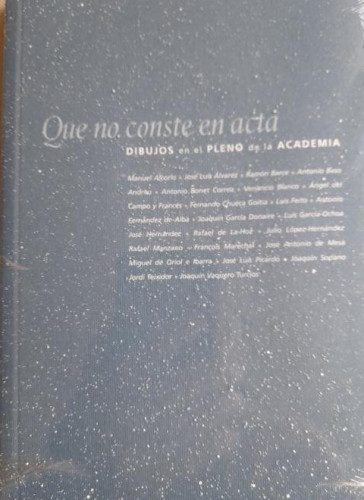 Que no conste en acta
DIBUJOS en el PLENO de la ACADEMIA
Manuel Alcorlo • José Luis Álvarez • Ramón Barce • Antonio Bass
Andrieu • Antonio Bonet Correa • Venancio Blanco • Ángel del
Campo y Francés • Fernando Chueca Goitia • Luis Feito • Antonio
Fernández de Alba • Joaquín García Donaire • Luis García-Ochoa
José Hernández • Rafael de La-Hoz • Julio López-Hernández
Rafael Manzano • François Maréchal • José Antonio de Mesa
Miguel de Oriol e Ibarra • José Luis Picardo • Joaquín Soriano
Jordi Teixidor • Joaquín Vaquero Turcios